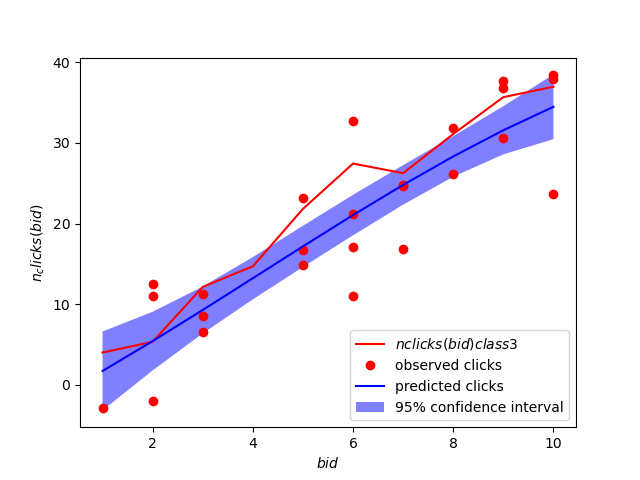 40
30
20
10
0
n_clicks(bid)
nclicks(bid)class3
observed clicks
predicted clicks
95% confidence interval
2 4 6 8 10
bid